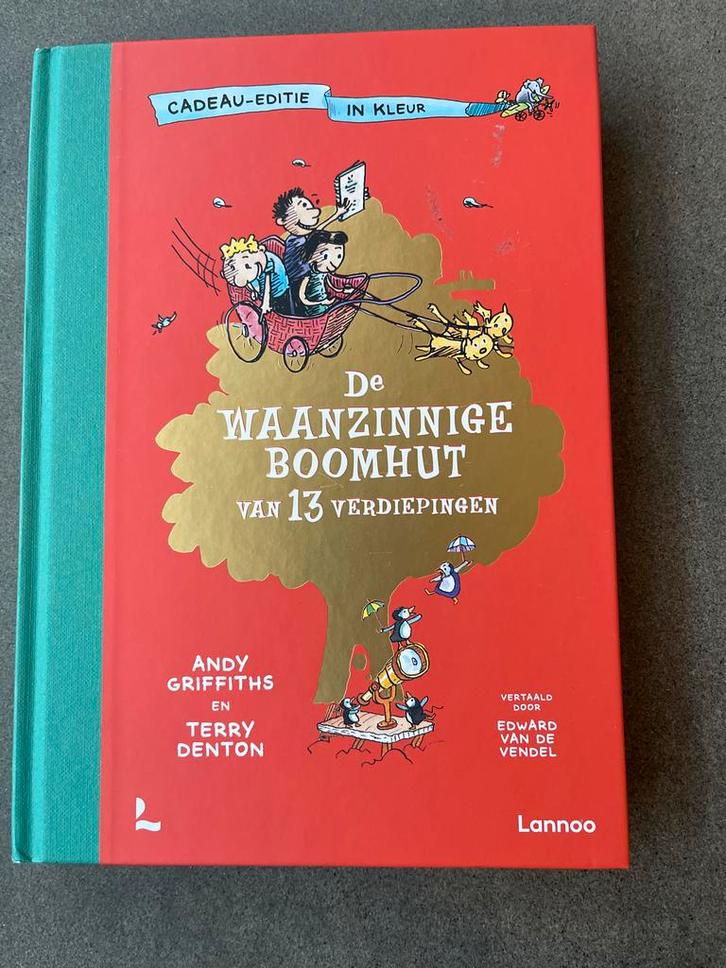 CADEAU-EDITIE IN KLEUR
De
WAANZINNIGE
BOOMHUT
VAN 13 VERDIEPINGEN
ANDY
GRIFFITHS
EN
TERRY
DENTON
VERTAALD
DOOR
EDWARD
VAN DE
VENDEL
L
Lannoo